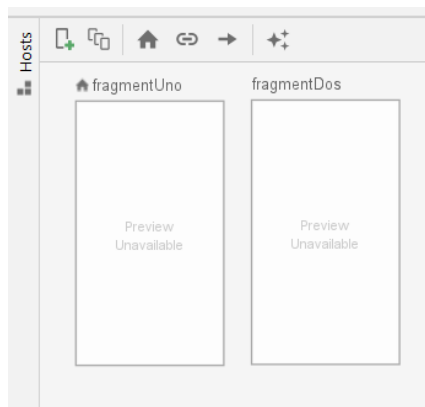 Hosts
fragmentUno
fragmentDos
Preview
Unavailable
Preview
Unavailable